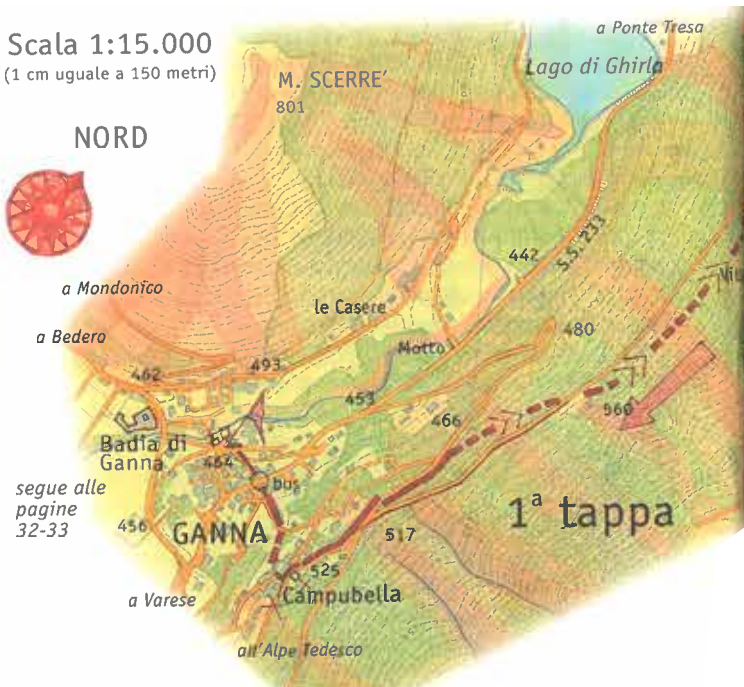 Scala 1:15.000
(1 cm uguale a 150 metri)
NORD
a Ponte Tresa
Lago di Ghirla
M. SCERRE'
801
442
S.S. 233
a Mondonico
le Casere
a Bedero
480
Motto
493
462
453
466
560
Badia di
Ganna
464
bus
segue alle
pagine
32-33
456
GANNA
517
1ª tappa
525
a Varese
Campubella
all'Alpe Tedesco